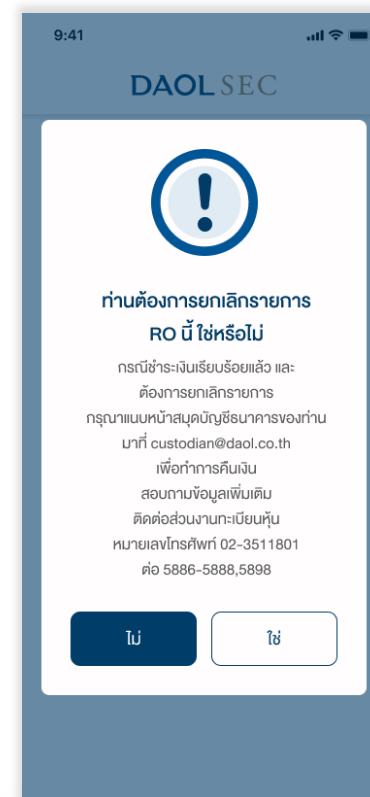 9:41
DAOL SEC
ท่านต้องการยกเลิกรายการ
RO นี้ ใช่หรือไม่
กรณีชำระเงินเรียบร้อยแล้ว และ
ต้องการยกเลิกรายการ
กรุณาแนบหน้าสมุดบัญชีธนาคารของท่าน
มาที่ custodian@daol.co.th
เพื่อทำการคืนเงิน
สอบถามข้อมูลเพิ่มเติม
ติดต่อส่วนงานทะเบียนหุ้น
หมายเลขโทรศัพท์ 02-3511801
ต่อ 5886-5888,5898
ไม่ ใช่